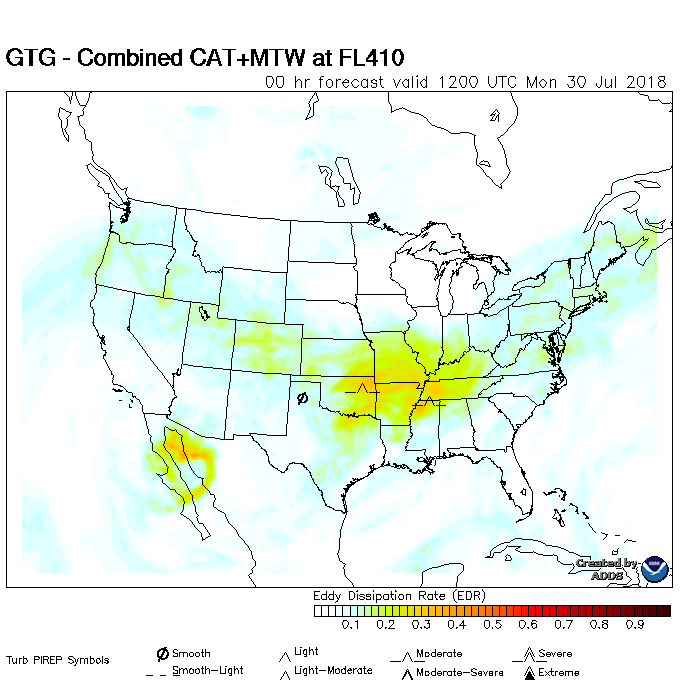 GTG - Combined CAT+MTW at FL410
00 hr forecast valid 1200 UTC Mon 30 Jul 2018
Created by
ADDS
Eddy Dissipation Rate (EDR)
0.1 0.2 0.3 0.4 0.5 0.6 0.7 0.8 0.9
Turb PIREP Symbols
Smooth Light Moderate Severe
Smooth-Light Light-Moderate Moderate-Severe Extreme